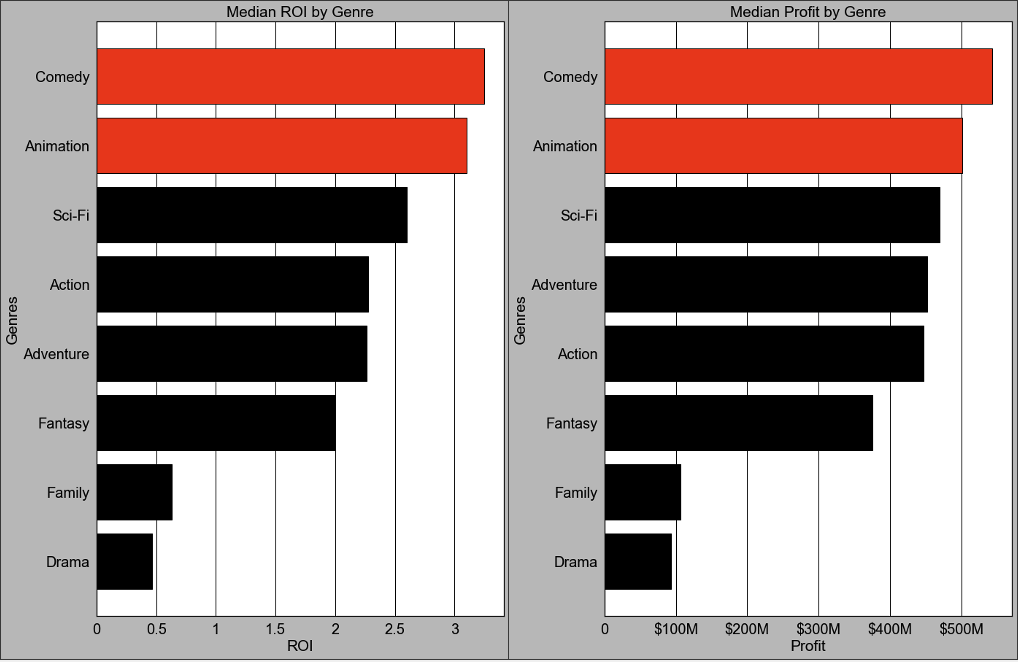 Median ROI by Genre
Genres
Comedy
Animation
Sci-Fi
Action
Adventure
Fantasy
Family
Drama
0 0.5 1 1.5 2 2.5 3
ROI
Median Profit by Genre
Genres
Comedy
Animation
Sci-Fi
Adventure
Action
Fantasy
Family
Drama
0 $100M $200M $300M $400M $500M
Profit